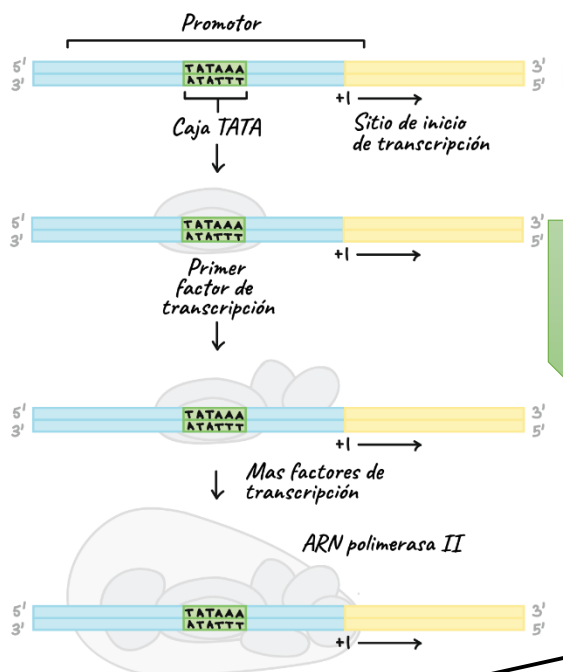 Promotor
5' TATAAA 3'
3' ATATTT 5'
+1
Caja TATA
Sitio de inicio
de transcripción
5' TATAAA 3'
3' ATATTT 5'
+1
Primer
factor de
transcripción
5' TATAAA 3'
3' ATATTT 5'
+1
Mas factores de
transcripción
ARN polimerasa II
5' TATAAA 3'
3' ATATTT 5'
+1